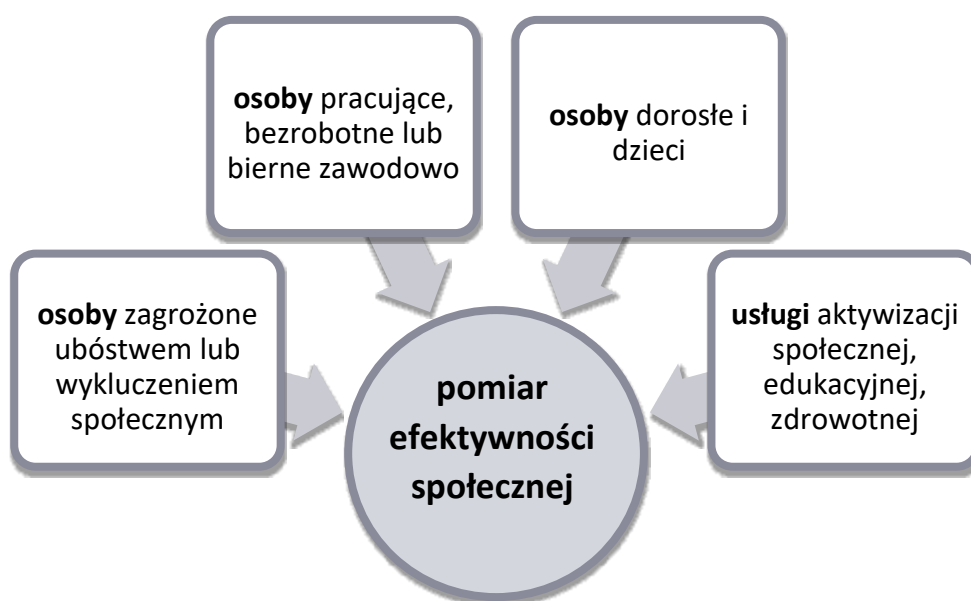 osoby pracujące,
bezrobotne lub
bierne zawodowo
osoby dorosłe i
dzieci
osoby zagrożone
ubóstwem lub
wykluczeniem
społecznym
usługi aktywizacji
społecznej,
edukacyjnej,
zdrowotnej
pomiar
efektywności
społecznej